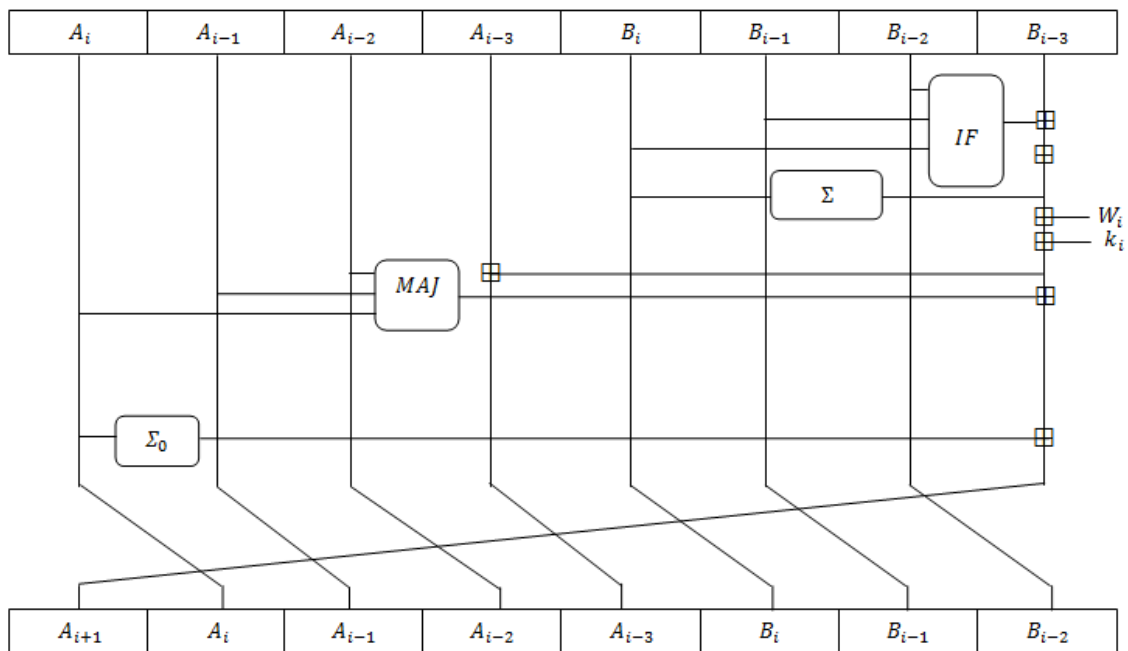 A_i A_{i-1} A_{i-2} A_{i-3} B_i B_{i-1} B_{i-2} B_{i-3}
IF
Σ
W_i
k_i
MAJ
Σ_0
A_{i+1} A_i A_{i-1} A_{i-2} A_{i-3} B_i B_{i-1} B_{i-2}